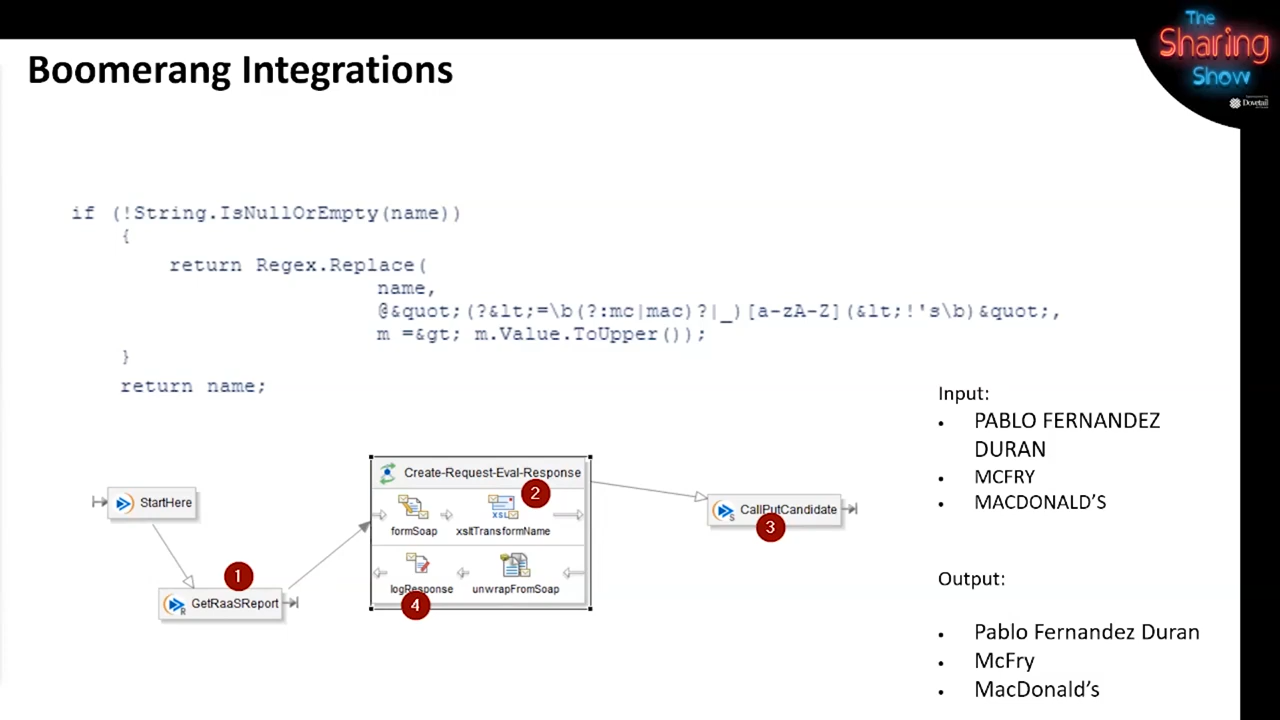 The
Sharing
Show
Dovetail
Boomerang Integrations
if (!String.IsNullOrEmpty(name))
{
return Regex.Replace(
name,
@&quot;(?&lt;=\b(?:mc|mac)?|_)[a-zA-Z](&lt;!'s\b)&quot;,
m =&gt; m.Value.ToUpper());
}
return name;
Input:
• PABLO FERNANDEZ
DURAN
• MCFRY
• MACDONALD’S
StartHere
1
GetRaaSReport
R
Create-Request-Eval-Response
2
XSL
formSoap
xsltTransformName
logResponse
unwrapFromSoap
4
CallPutCandidate
S
3
Output:
• Pablo Fernandez Duran
• McFry
• MacDonald’s